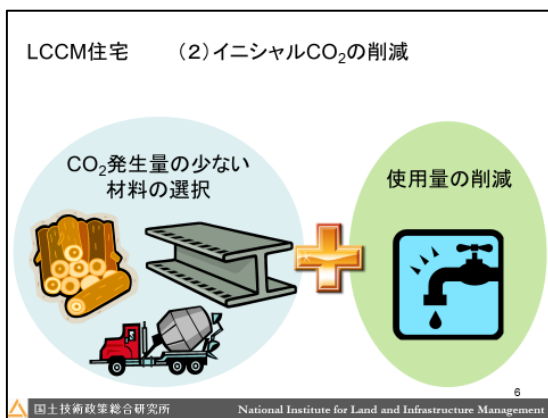 LCCM住宅 （2）イニシャルCO₂の削減
CO₂発生量の少ない
材料の選択
使用量の削減
6
国土技術政策総合研究所 National Institute for Land and Infrastructure Management